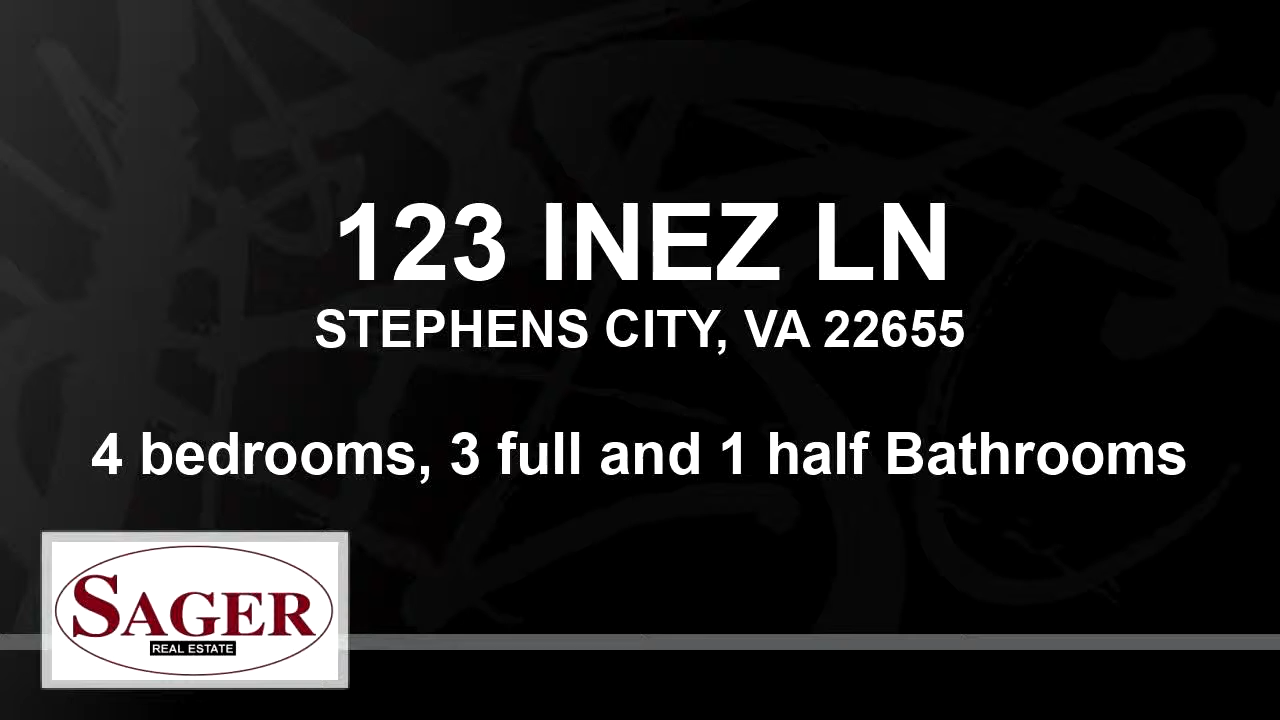 123 INEZ LN
STEPHENS CITY, VA 22655
4 bedrooms, 3 full and 1 half Bathrooms
SAGER
REAL ESTATE